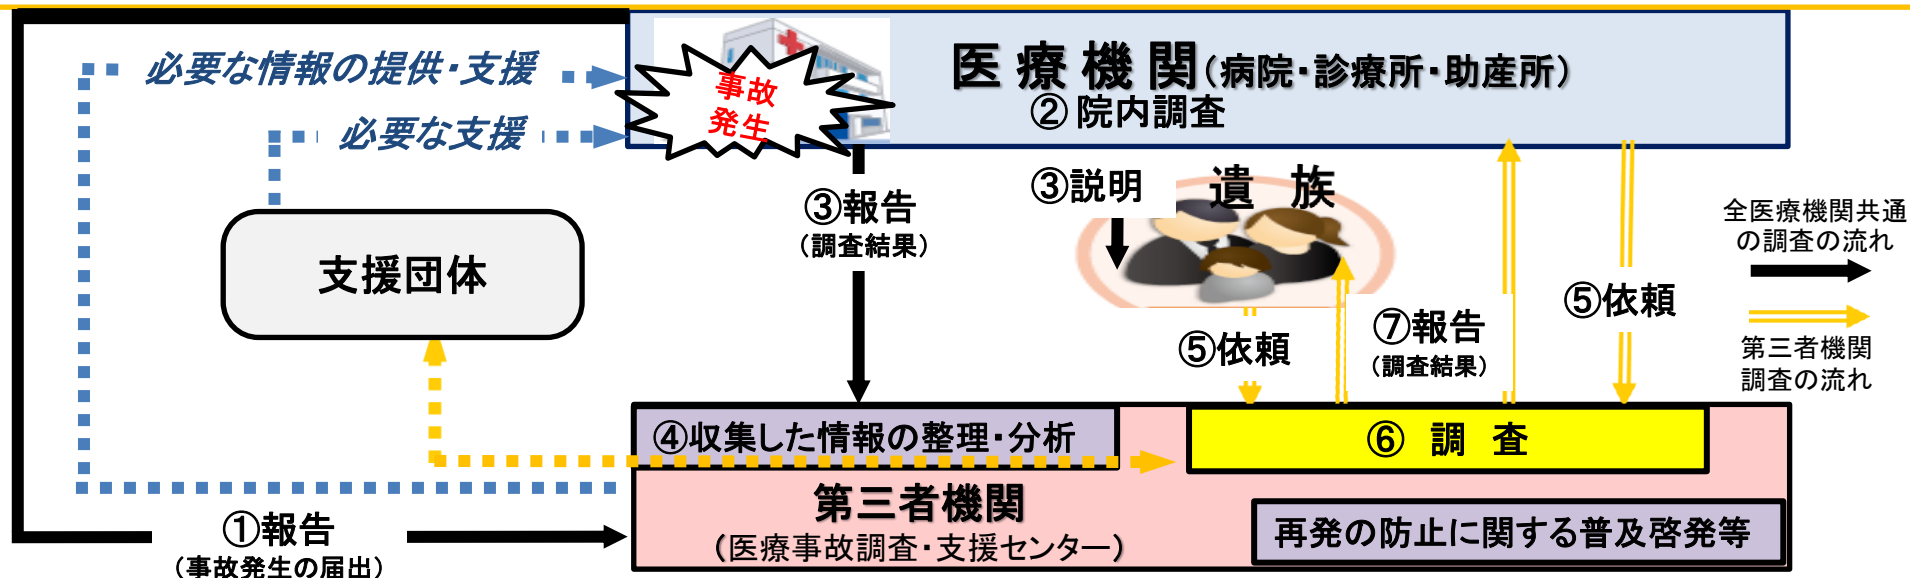 必要な情報の提供・支援
必要な支援
事故
発生
医療機関(病院・診療所・助産所)
②院内調査
③報告
(調査結果)
③説明
遺族
支援団体
⑤依頼
⑦報告
(調査結果)
⑤依頼
全医療機関共通
の調査の流れ
第三者機関
調査の流れ
④収集した情報の整理・分析
⑥調査
第三者機関
(医療事故調査・支援センター)
再発の防止に関する普及啓発等
①報告
(事故発生の届出)